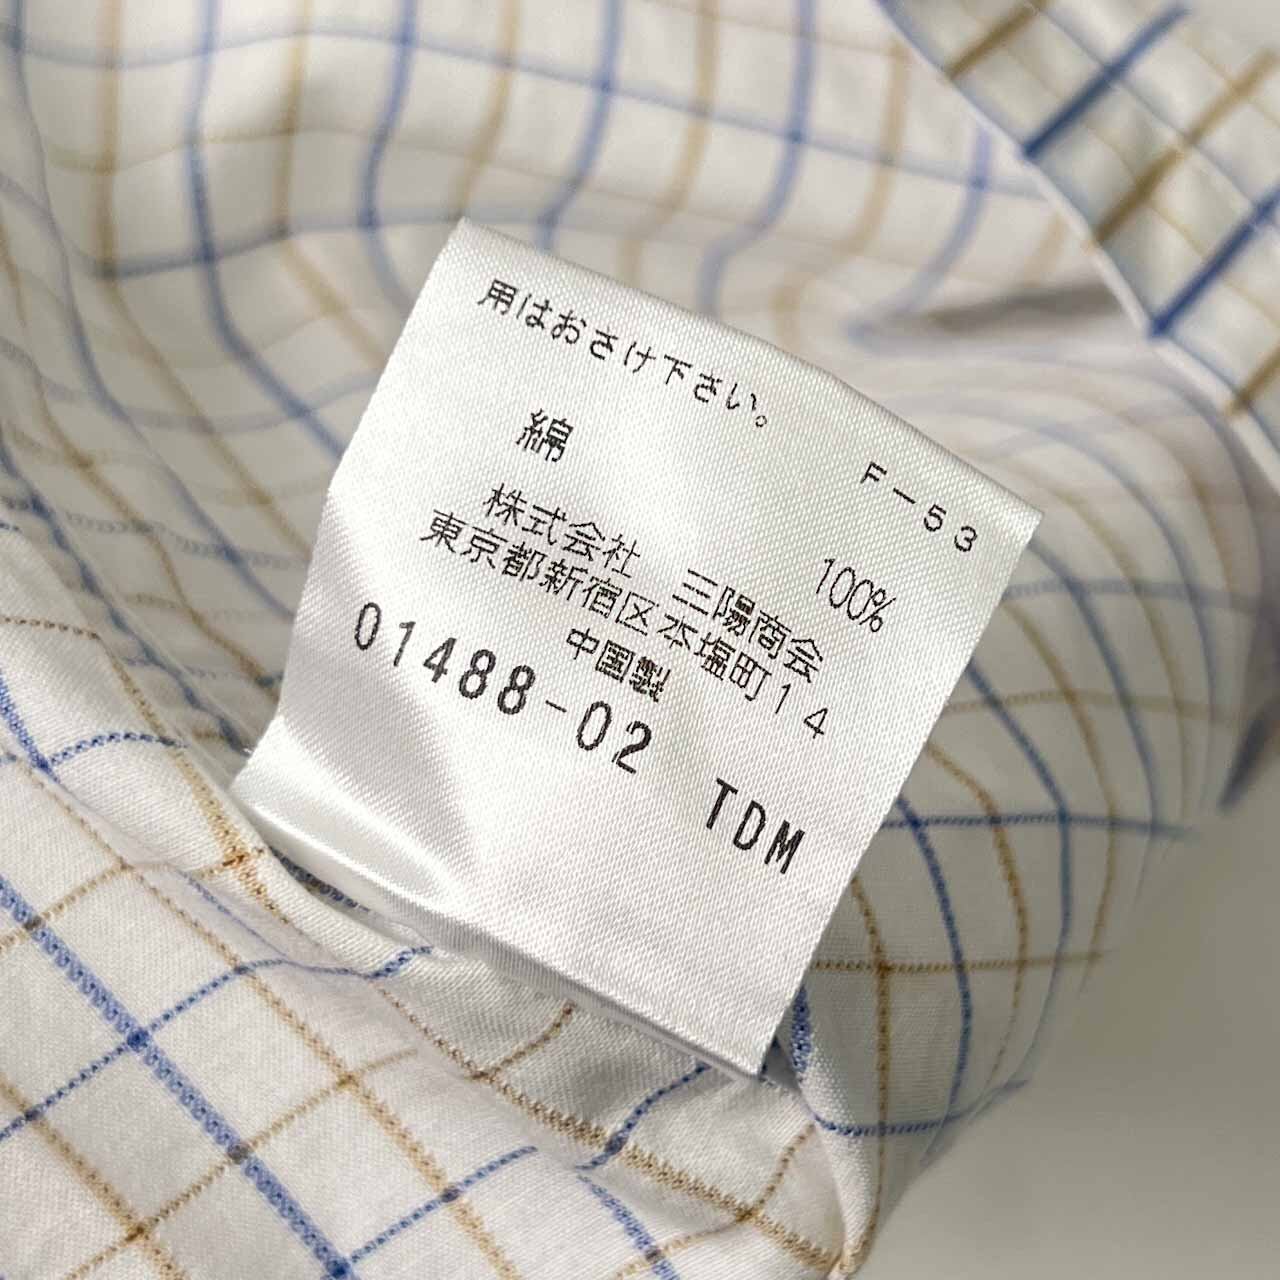 用はおさけ下さい。
F－53
綿 100%
株式会社 三陽商会
東京都新宿区本塩町14
中国製
01488-02 TDM